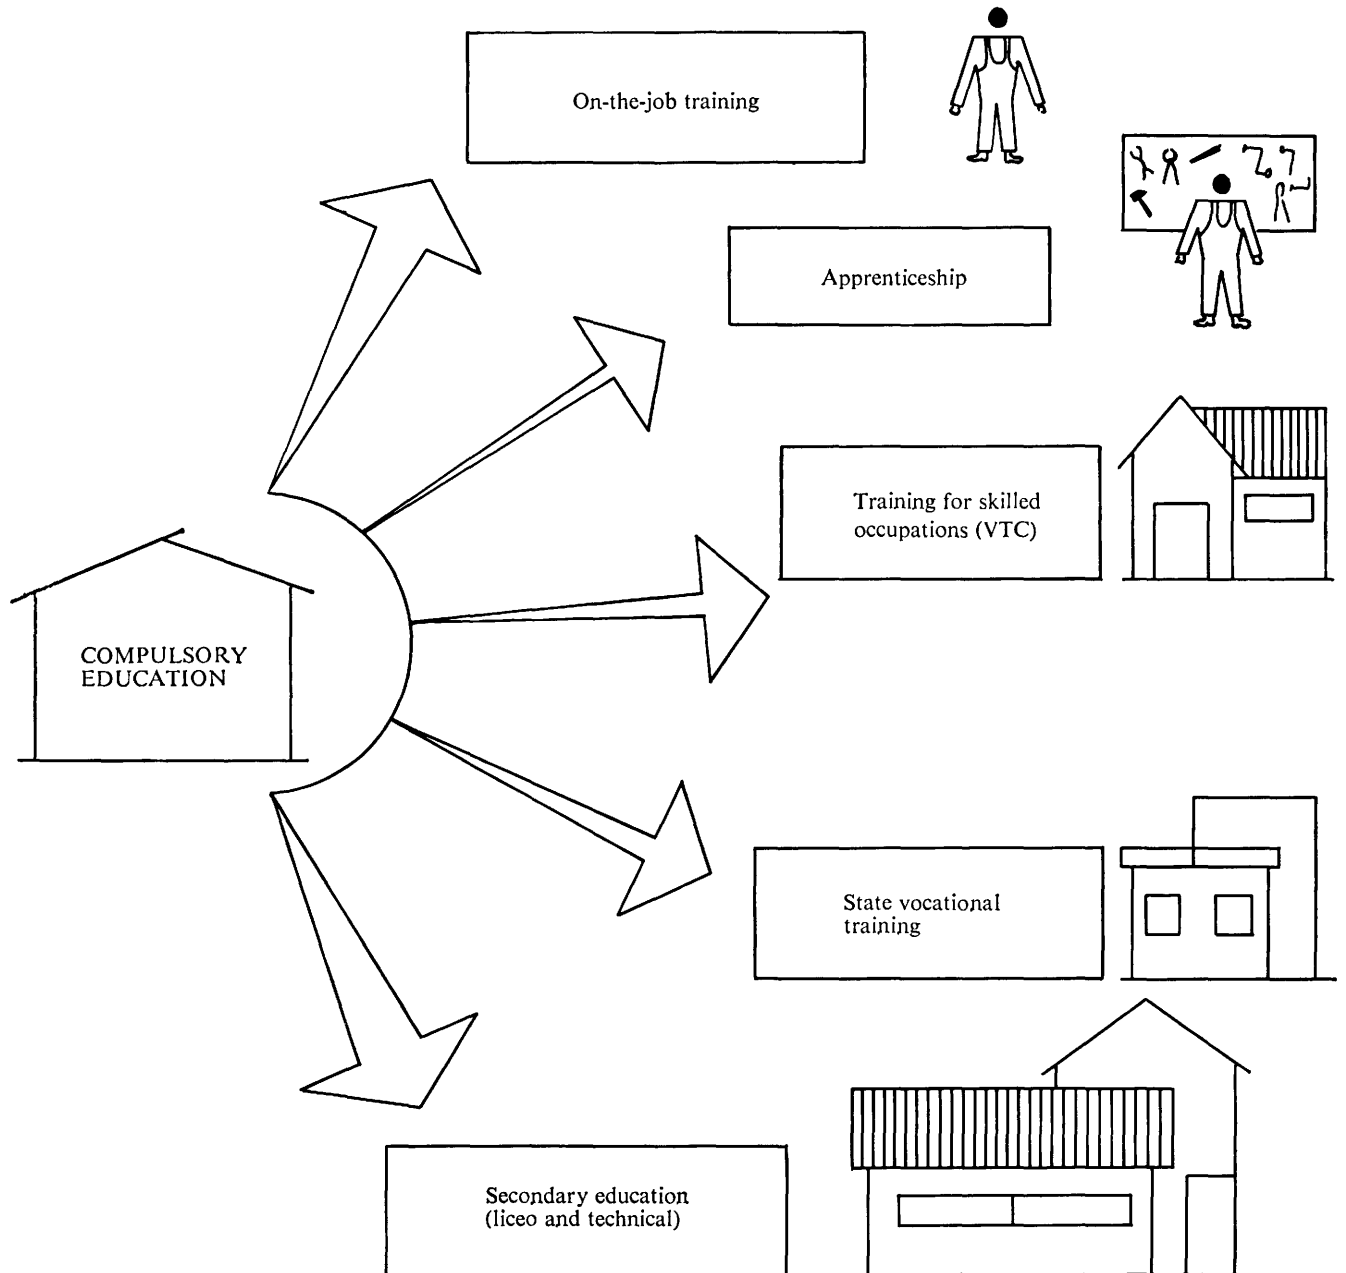 On-the-job training
Apprenticeship
Training for skilled
occupations (VTC)
COMPULSORY
EDUCATION
State vocational
training
Secondary education
(liceo and technical)